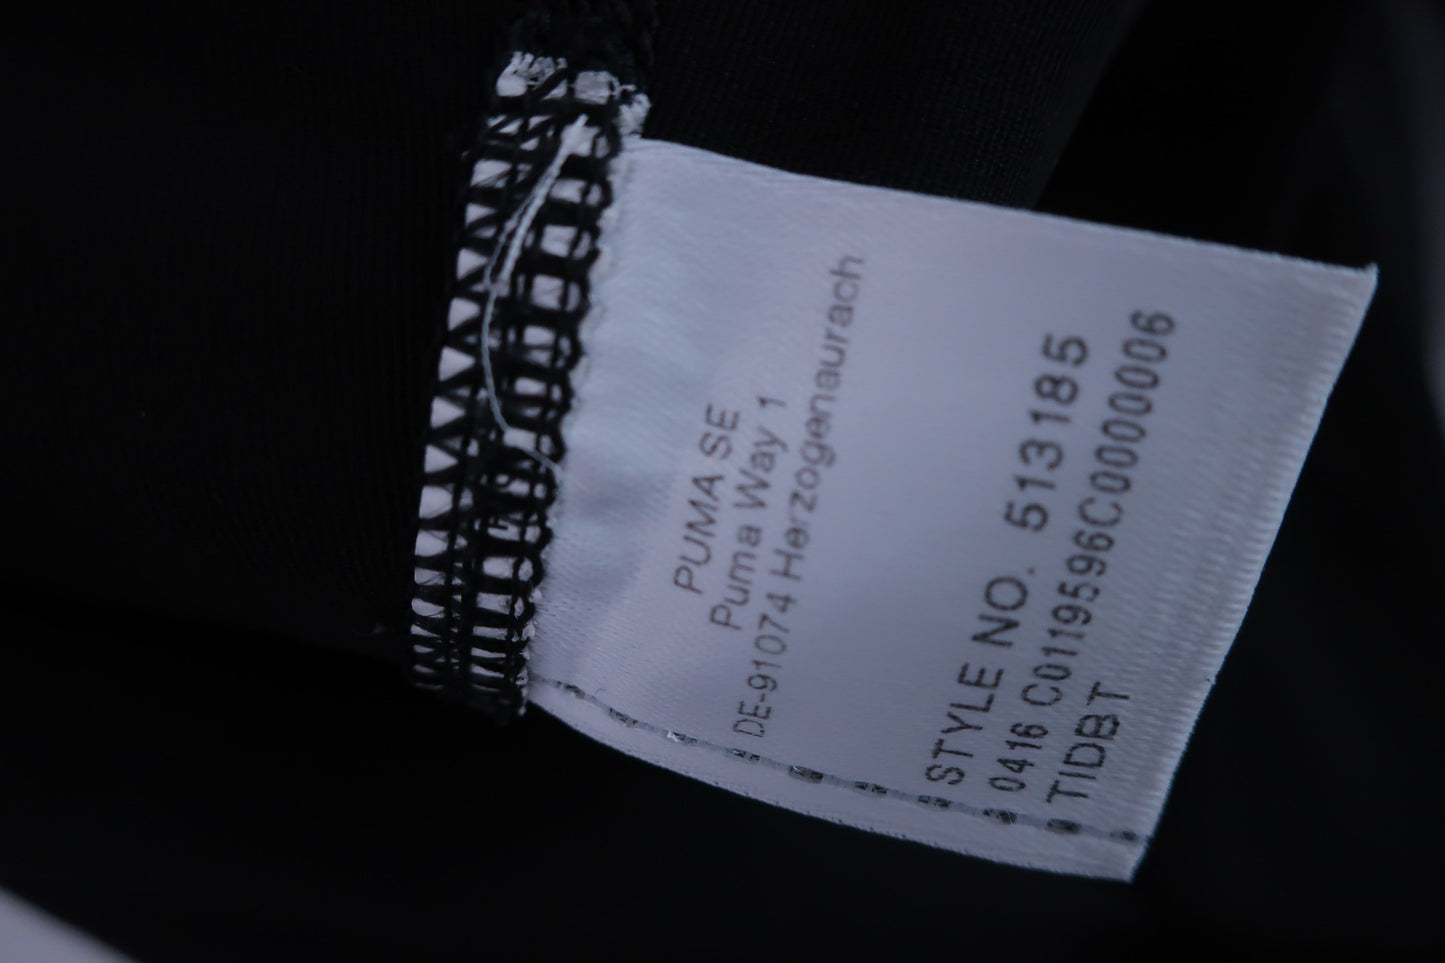 PUMA SE
Puma Way 1
DE-91074 Herzogenaurach
STYLE NO. 513185
0416 C0119596C0000006
TIDBT